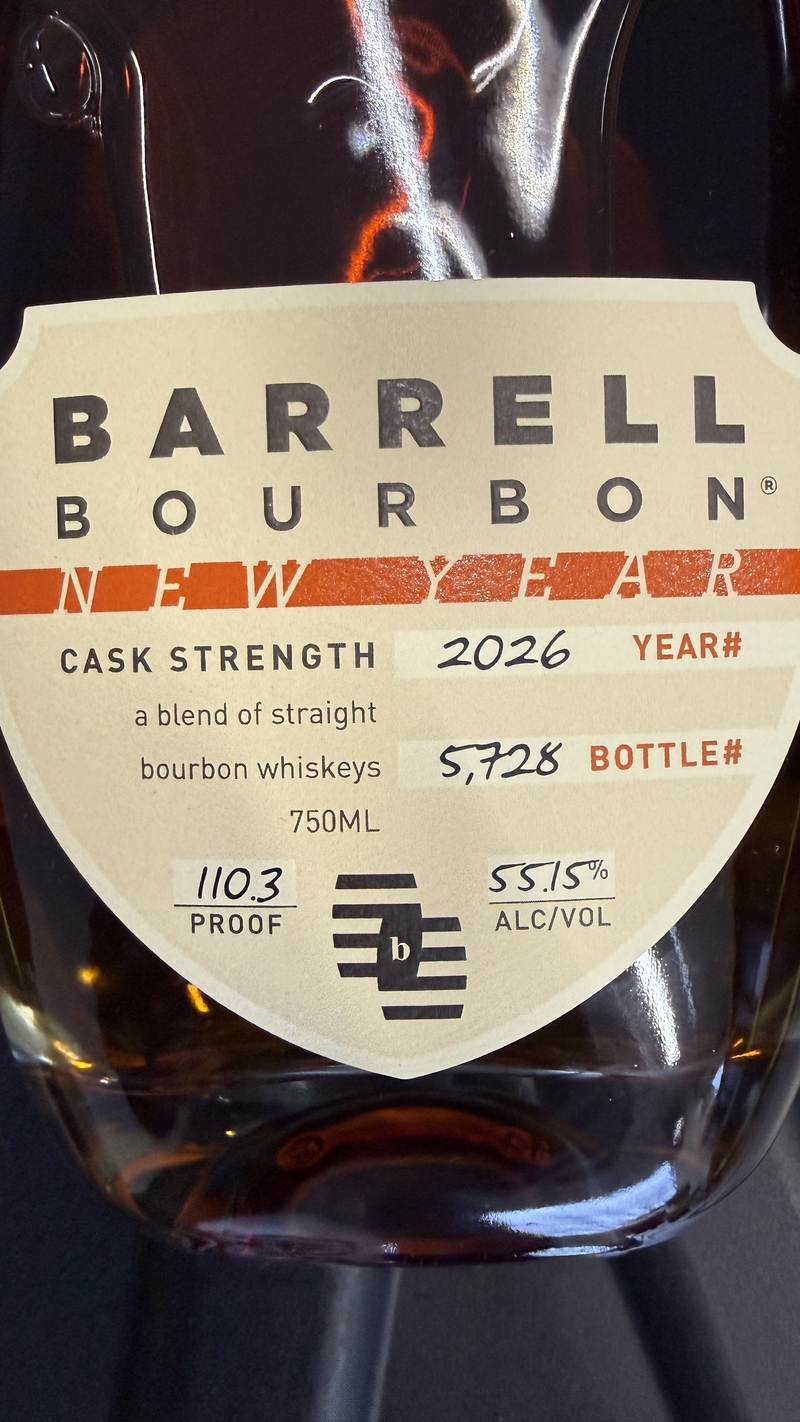 BARRELL
BOURBON®
NEW YEAR
CASK STRENGTH 2026 YEAR#
a blend of straight
bourbon whiskeys 5,728 BOTTLE#
750ML
110.3 PROOF
b
55.15% ALC/VOL